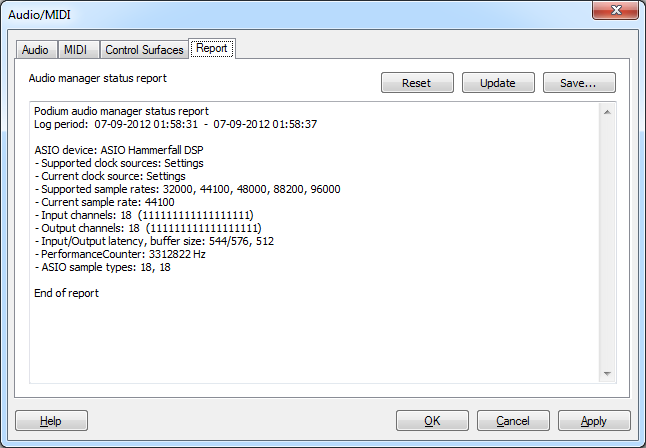 Audio/MIDI
Audio MIDI Control Surfaces Report
Audio manager status report
Reset Update Save...
Podium audio manager status report
Log period: 07-09-2012 01:58:31 - 07-09-2012 01:58:37
ASIO device: ASIO Hammerfall DSP
- Supported clock sources: Settings
- Current clock source: Settings
- Supported sample rates: 32000, 44100, 48000, 88200, 96000
- Current sample rate: 44100
- Input channels: 18 (111111111111111111)
- Output channels: 18 (111111111111111111)
- Input/Output latency, buffer size: 544/576, 512
- PerformanceCounter: 3312822 Hz
- ASIO sample types: 18, 18
End of report
Help OK Cancel Apply